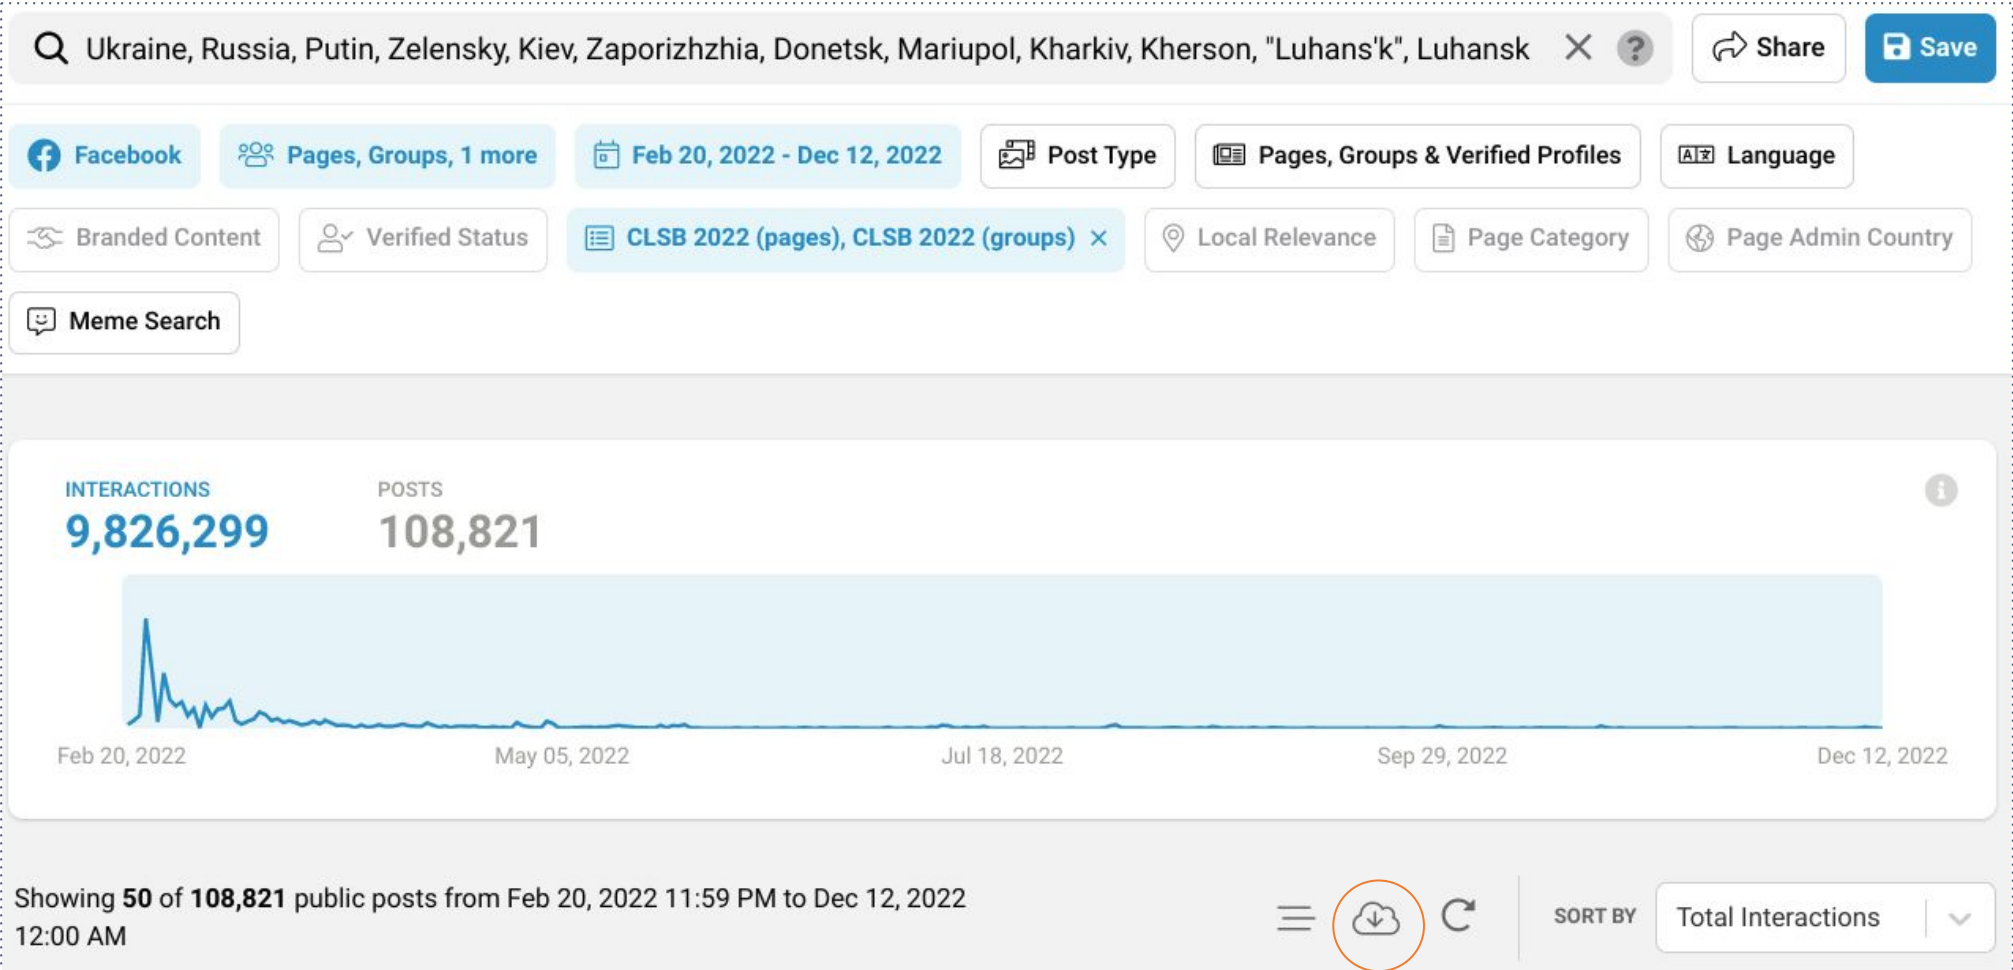 Ukraine, Russia, Putin, Zelensky, Kiev, Zaporizhzhia, Donetsk, Mariupol, Kharkiv, Kherson, "Luhans'k", Luhansk ? Share Save
Facebook Pages, Groups, 1 more Feb 20, 2022 - Dec 12, 2022 Post Type Pages, Groups & Verified Profiles Language
Branded Content Verified Status CLSB 2022 (pages), CLSB 2022 (groups) × Local Relevance Page Category Page Admin Country
Meme Search
INTERACTIONS POSTS
9,826,299 108,821
Feb 20, 2022 May 05, 2022 Jul 18, 2022 Sep 29, 2022 Dec 12, 2022
Showing 50 of 108,821 public posts from Feb 20, 2022 11:59 PM to Dec 12, 2022
12:00 AM
SORT BY Total Interactions